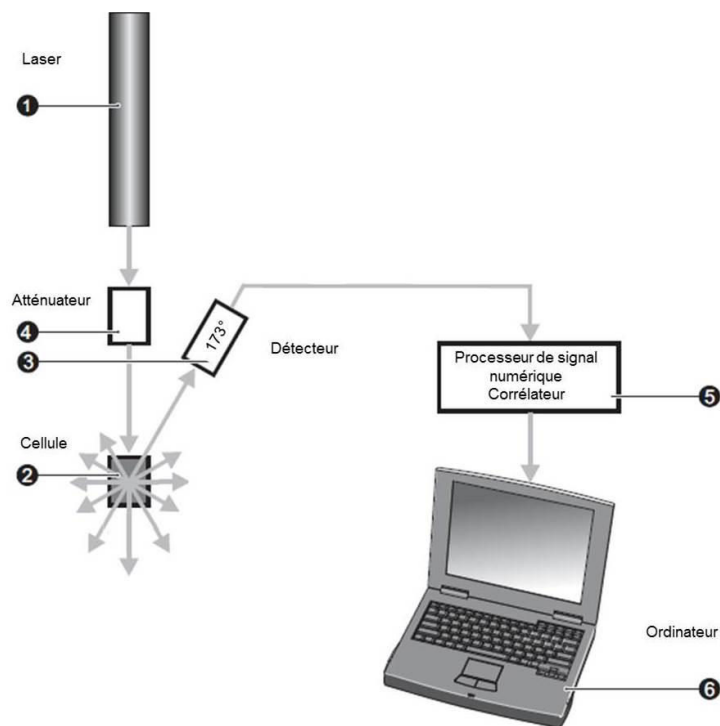 Laser
1
Atténuateur
4
173°
3
Détecteur
Processeur de signal
numérique
Corrélateur
5
Cellule
2
Ordinateur
6